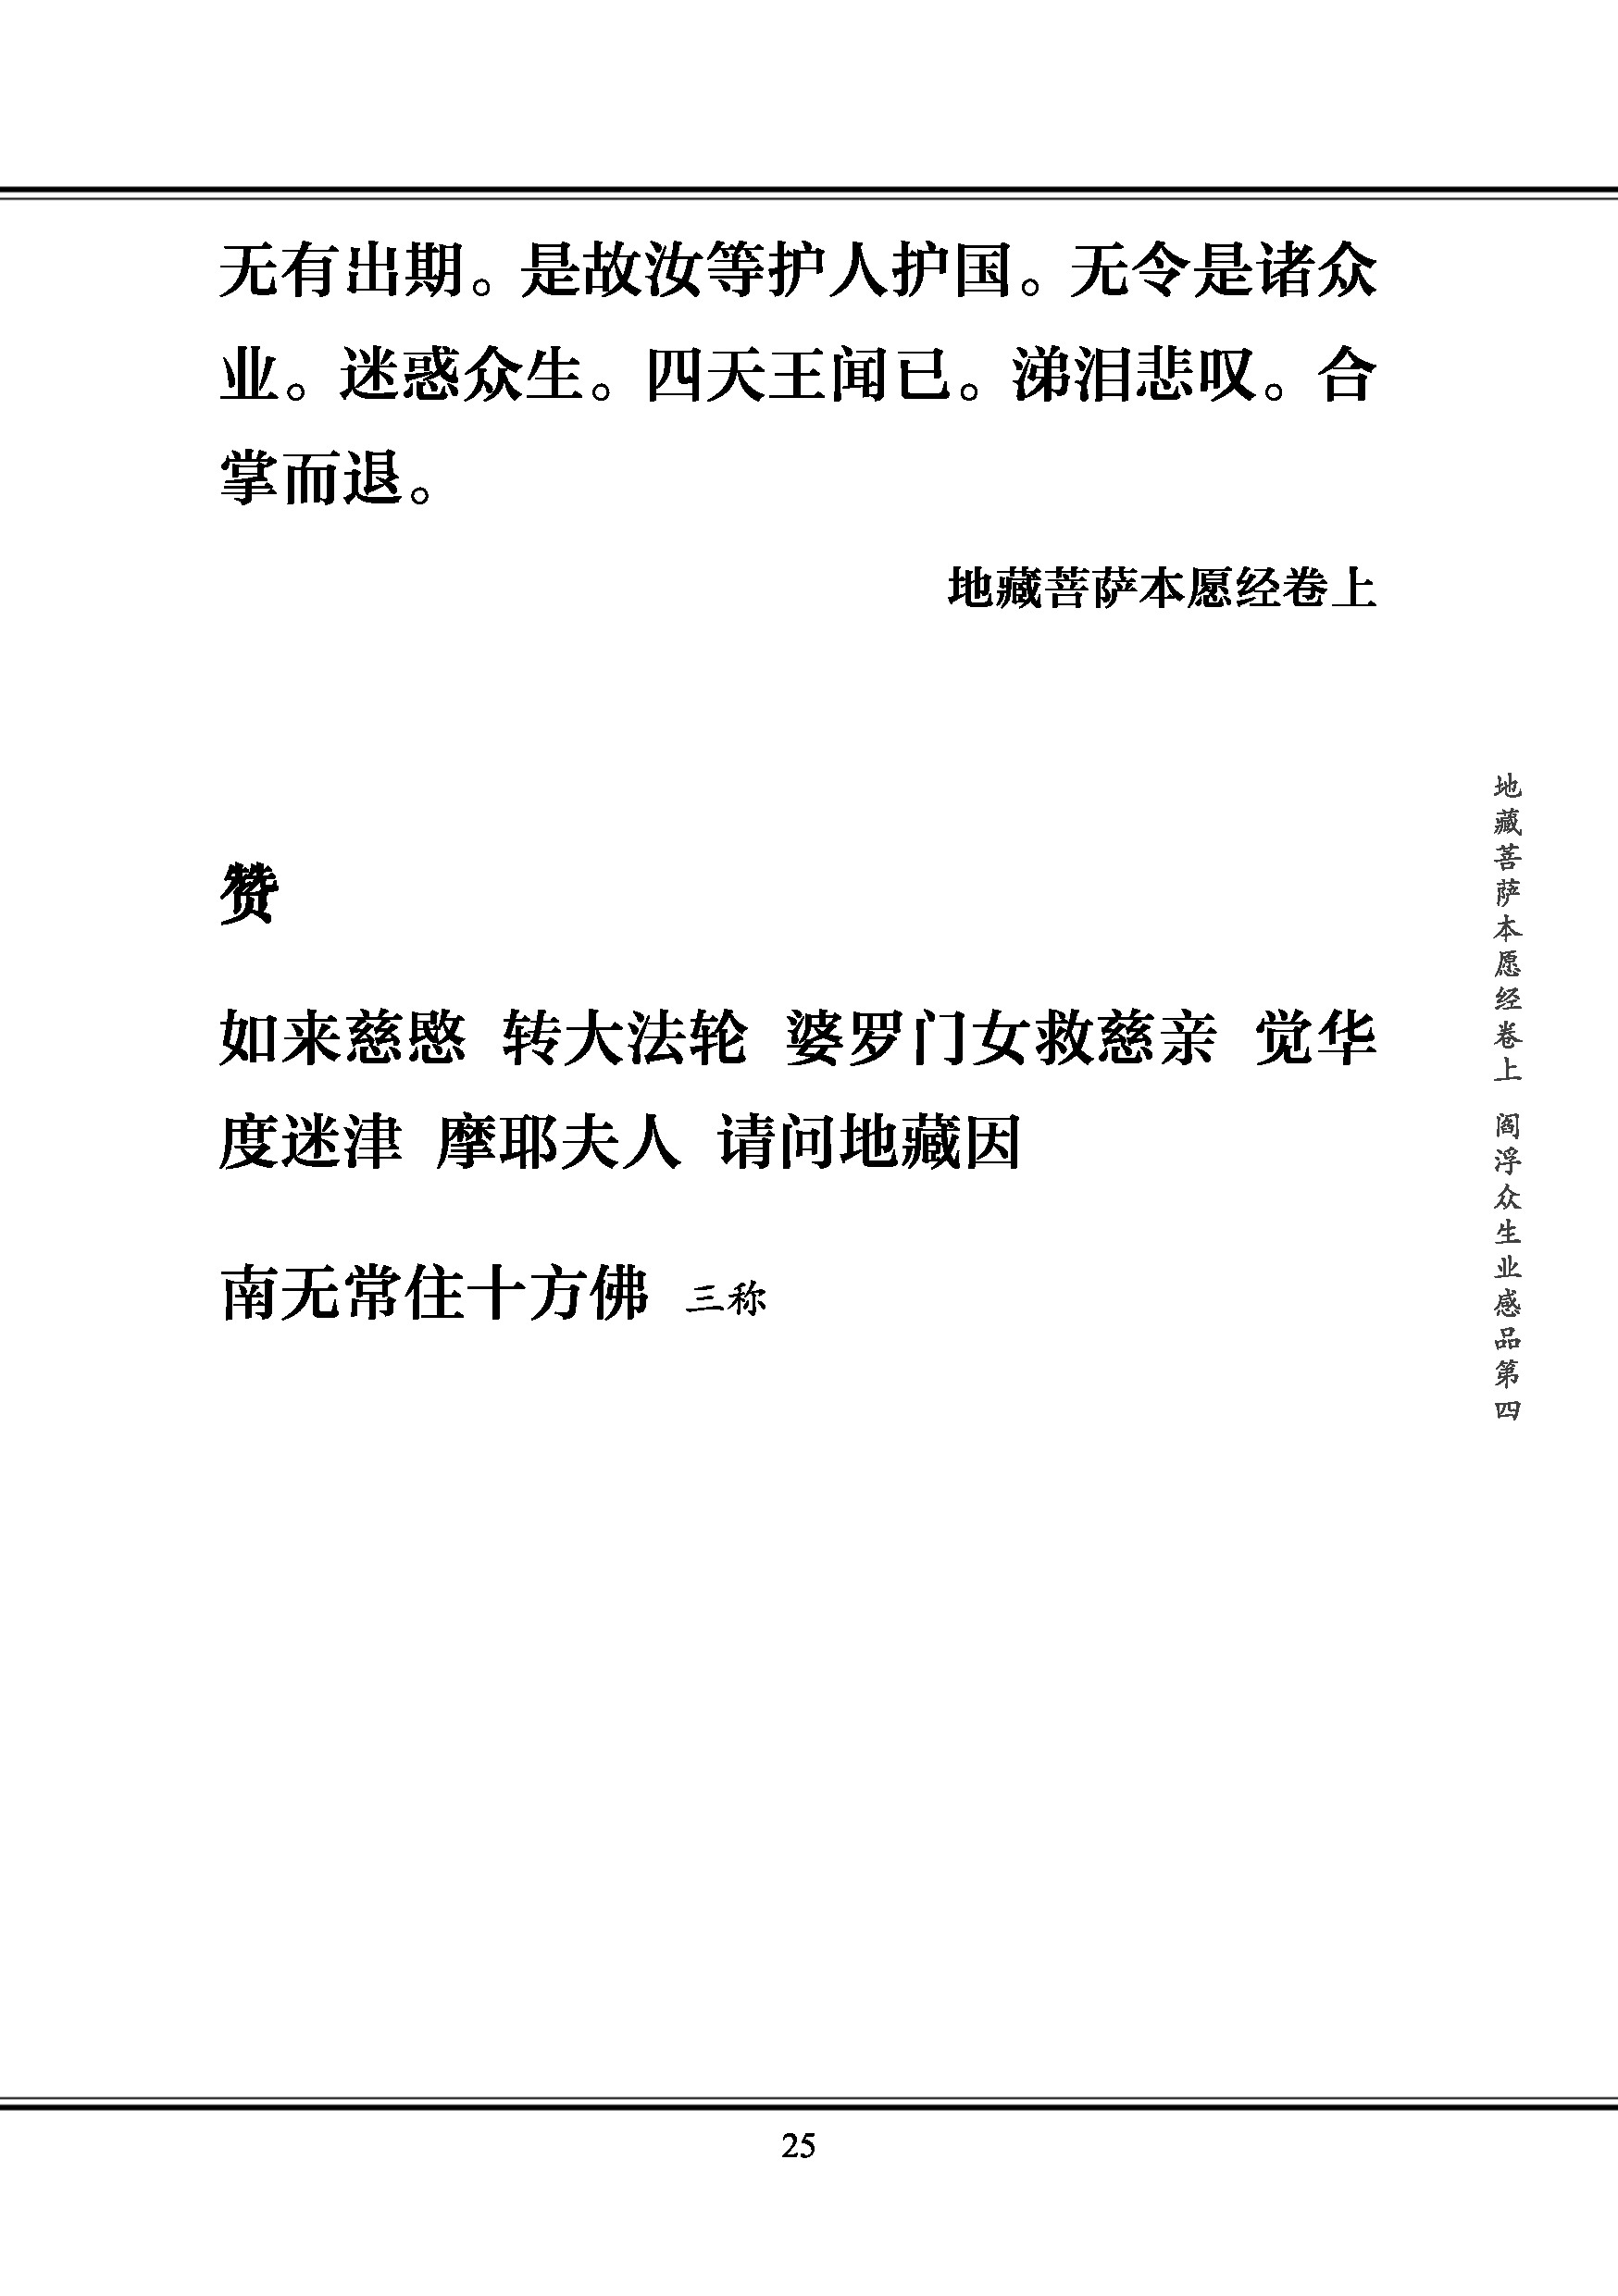 无有出期。是故汝等护人护国。无令是诸众
业。迷惑众生。四天王闻已。涕泪悲叹。合
掌而退。
地藏菩萨本愿经卷上
赞
如来慈愍 转大法轮 婆罗门女救慈亲 觉华
度迷津 摩耶夫人 请问地藏因
南无常住十方佛 三称
地藏菩萨本愿经卷上 阎浮众生业感品第四
25